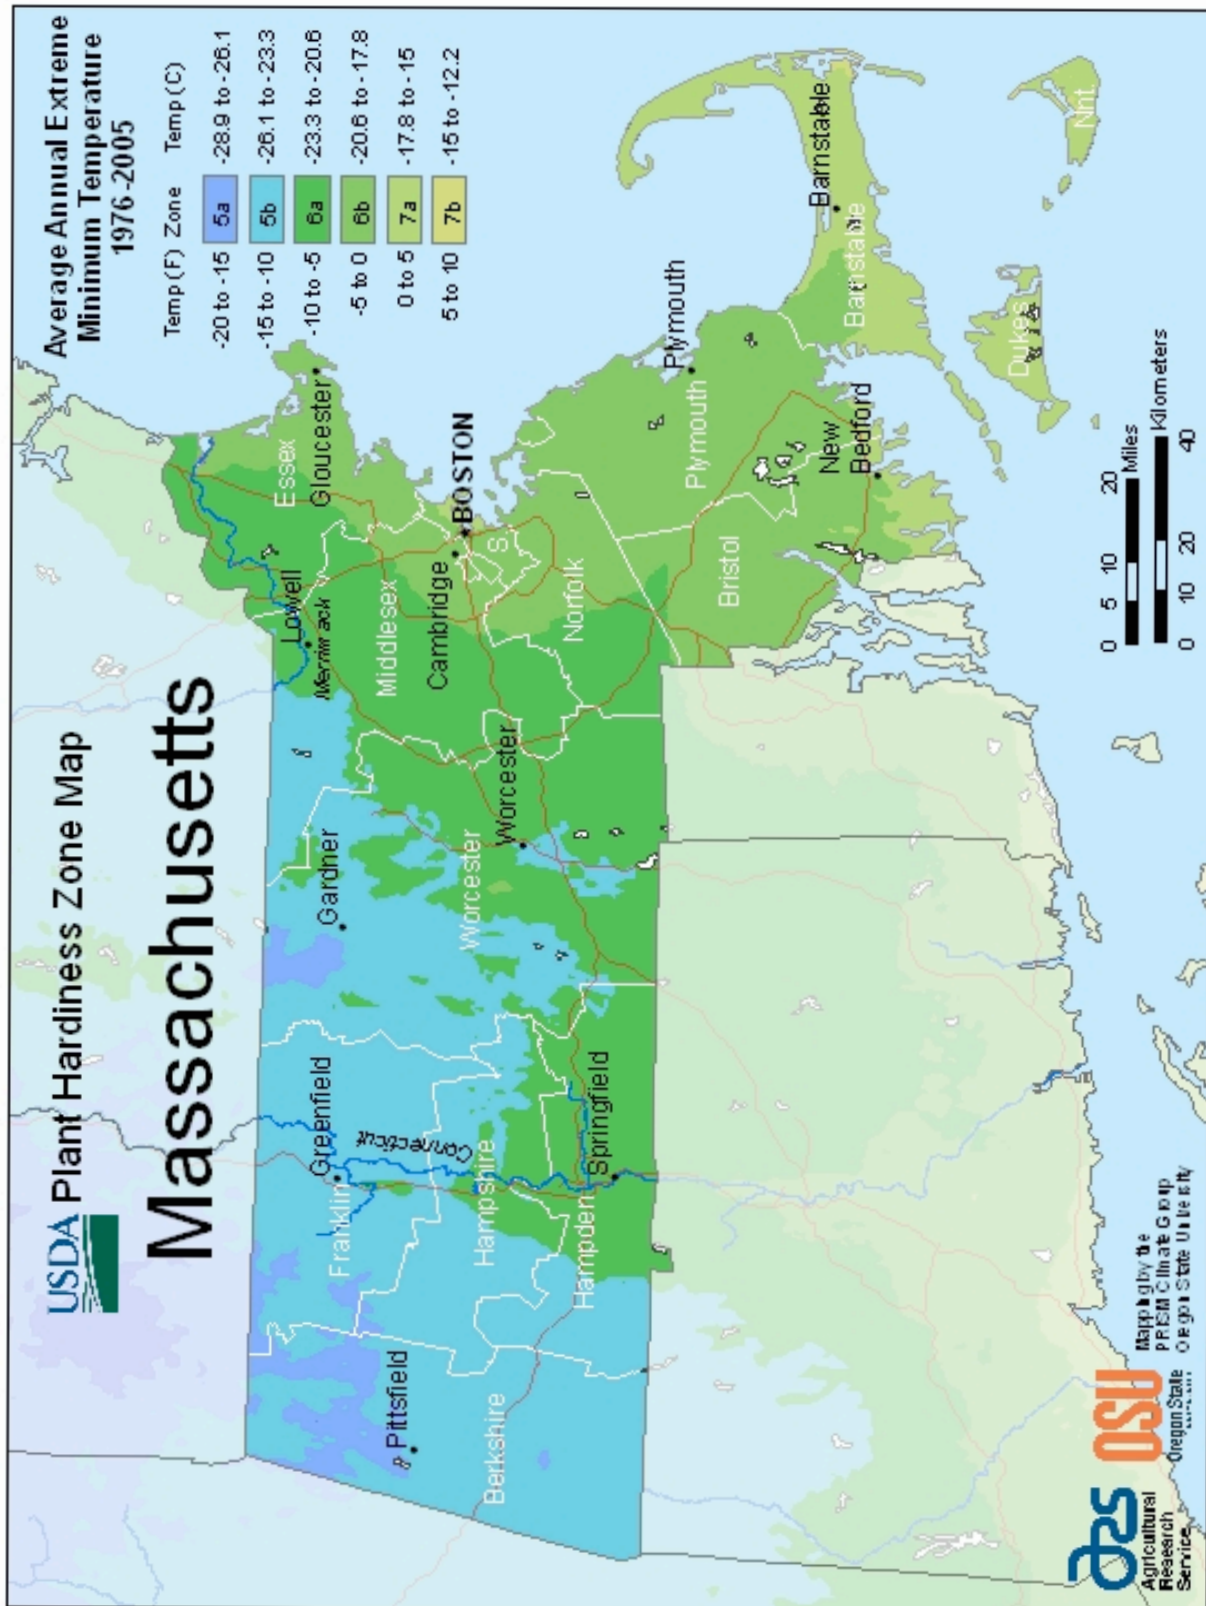 USDA Plant Hardiness Zone Map
Massachusetts
Average Annual Extreme
Minimum Temperature
1976-2005
Temp (F) Zone Temp (C)
-20 to -15 5a -28.9 to -26.1
-15 to -10 5b -26.1 to -23.3
-10 to -5 6a -23.3 to -20.6
-5 to 0 6b -20.6 to -17.8
0 to 5 7a -17.8 to -15
5 to 10 7b -15 to -12.2
Pittsfield
Berkshire
Greenfield
Franklin
Connecticut
Hampshire
Hampden
Springfield
Gardner
Worcester
Worcester
Lowell
Merrimack
Middlesex
Essex
Gloucester
Cambridge
BOSTON
S.
Norfolk
Bristol
Plymouth
Plymouth
New
Bedford
Barnstable
Barnstable
Dukes
Nnt.
0 5 10 20
Miles
Kilometers
0 10 20 40
ars
Agricultural
Research
Service
OSU
Oregon State
Mapping by the
PRISM Climate Group
Oregon State University